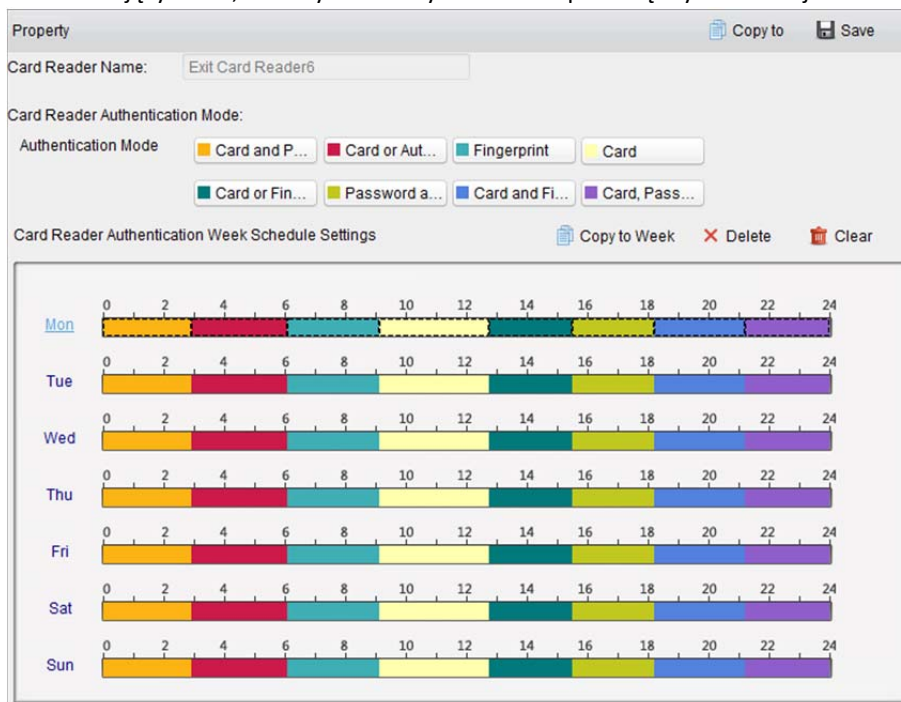 Property Copy to Save
Card Reader Name: Exit Card Reader6
Card Reader Authentication Mode:
Authentication Mode Card and P... Card or Aut... Fingerprint Card
Card or Fin... Password a... Card and Fi... Card, Pass...
Card Reader Authentication Week Schedule Settings Copy to Week Delete Clear
0 2 4 6 8 10 12 14 16 18 20 22 24
Mon
0 2 4 6 8 10 12 14 16 18 20 22 24
Tue
0 2 4 6 8 10 12 14 16 18 20 22 24
Wed
0 2 4 6 8 10 12 14 16 18 20 22 24
Thu
0 2 4 6 8 10 12 14 16 18 20 22 24
Fri
0 2 4 6 8 10 12 14 16 18 20 22 24
Sat
0 2 4 6 8 10 12 14 16 18 20 22 24
Sun